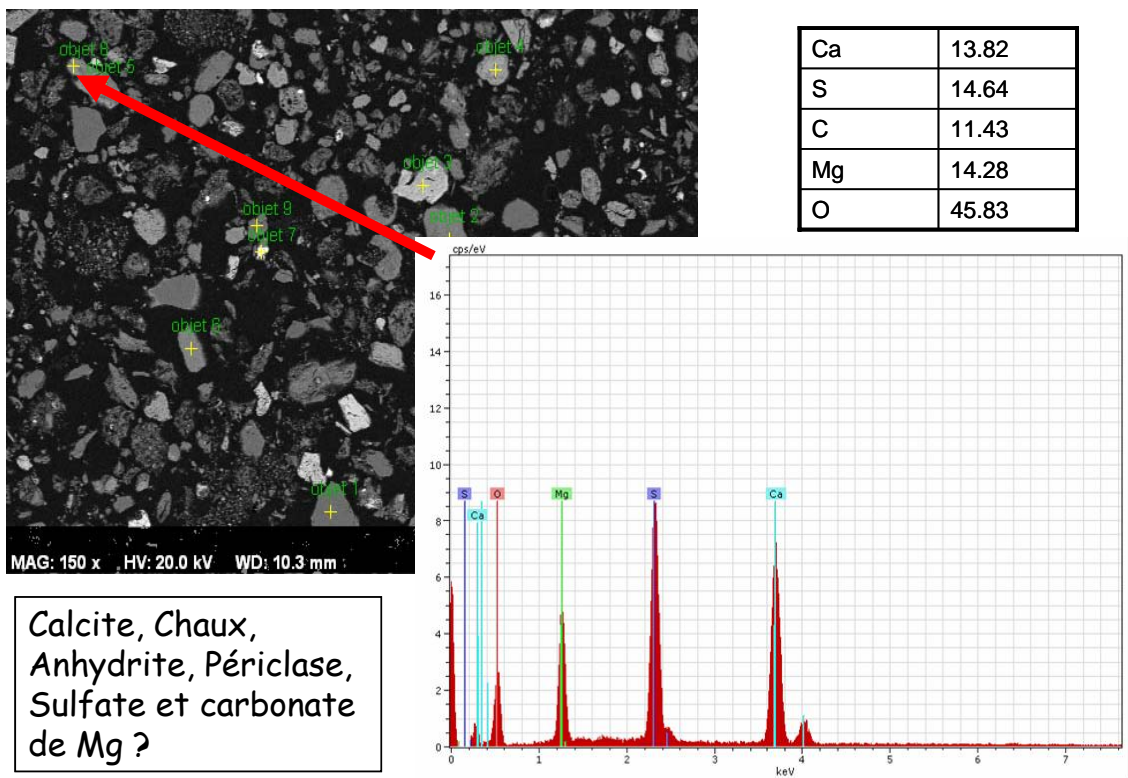 objet 8
objet 5
objet 4
objet 3
objet 2
objet 9
objet 7
objet 6
objet 1
MAG: 150 x HV: 20.0 kV WD: 10.3 mm
Ca 13.82
S 14.64
C 11.43
Mg 14.28
O 45.83
cps/eV
16
14
12
10
8
6
4
2
0
S O Mg S Ca
Ca
0 1 2 3 4 5 6 7
keV
Calcite, Chaux,
Anhydrite, Périclase,
Sulfate et carbonate
de Mg ?